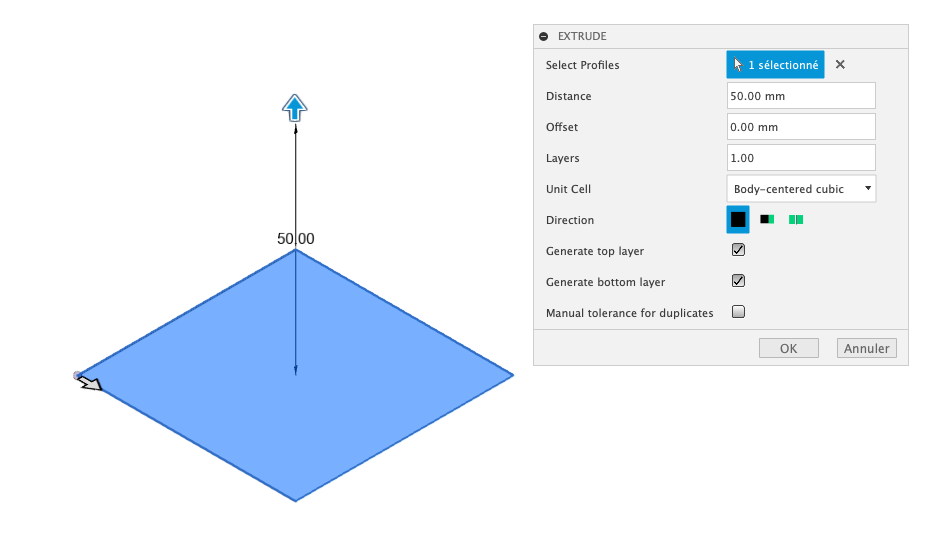 EXTRUDE
Select Profiles 1 sélectionné
Distance 50.00 mm
Offset 0.00 mm
Layers 1.00
Unit Cell Body-centered cubic
Direction
50.00
Generate top layer
Generate bottom layer
Manual tolerance for duplicates
OK Annuler